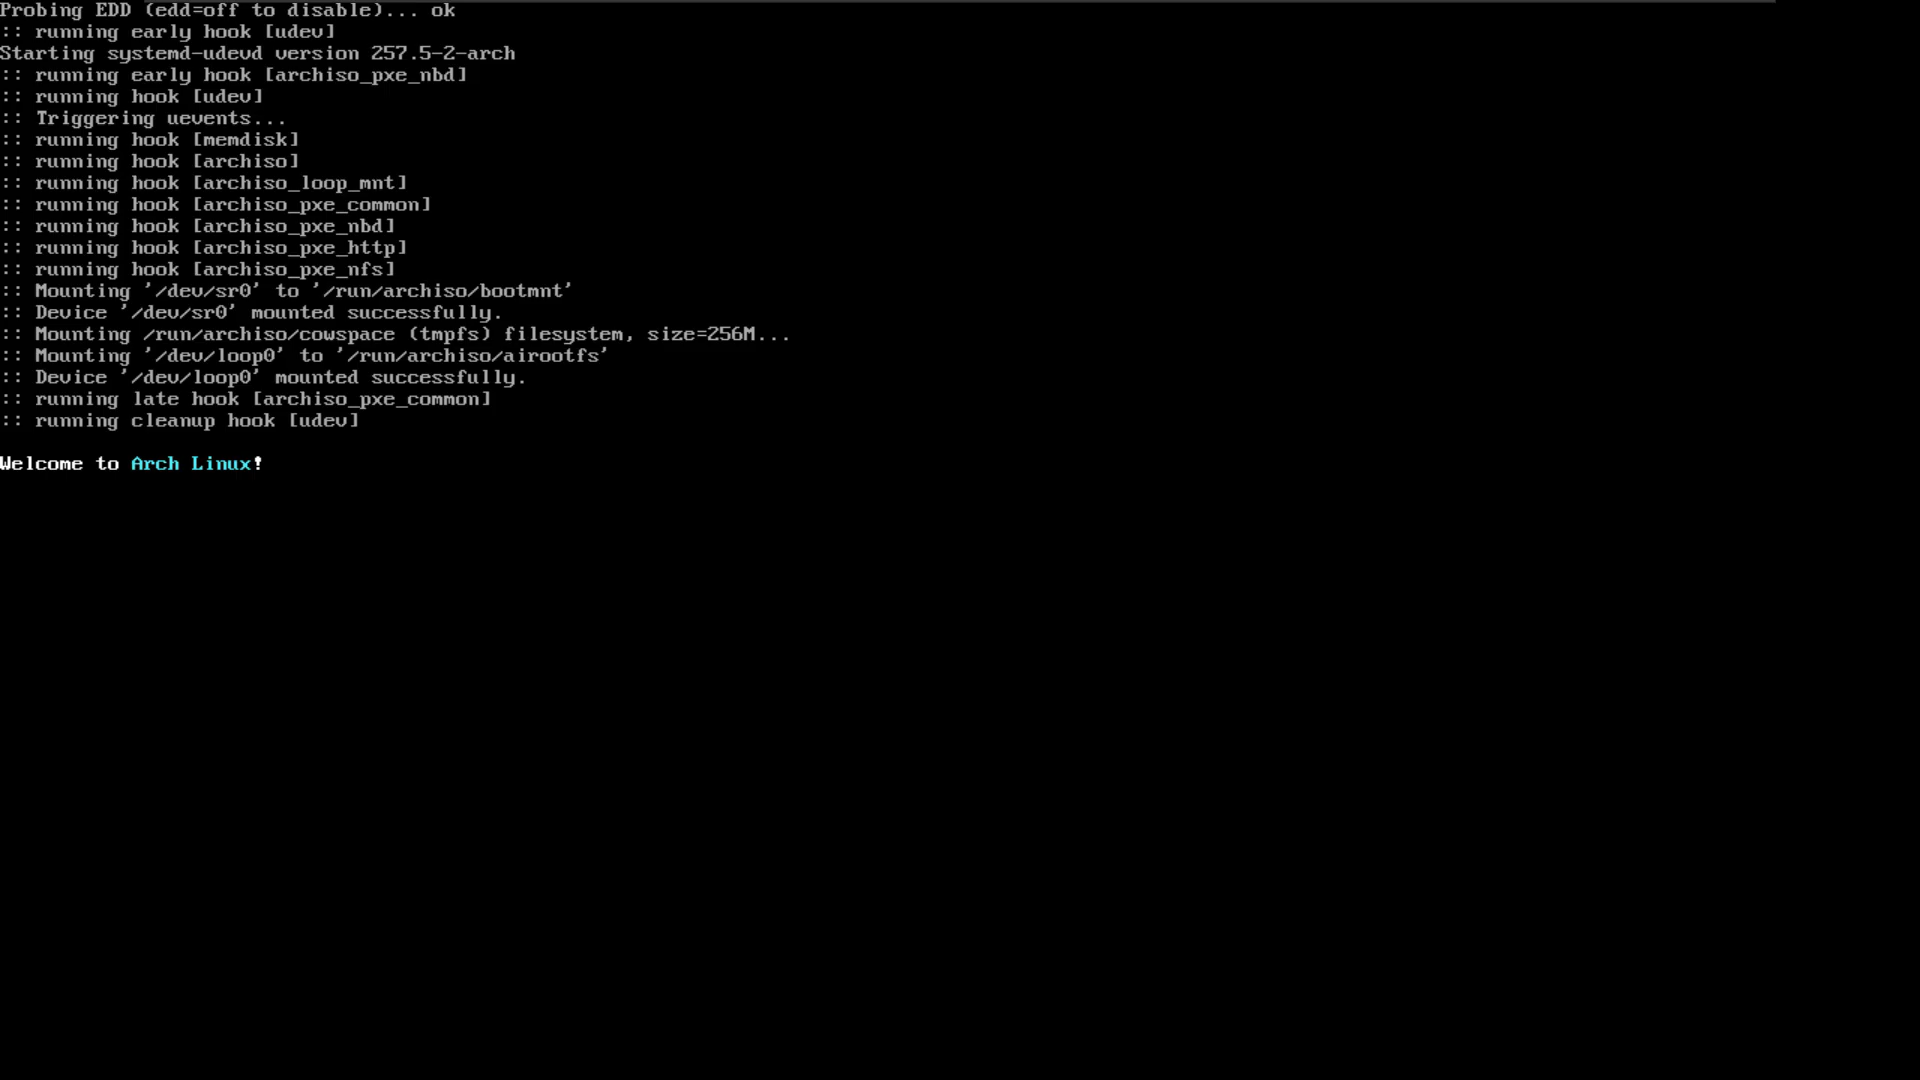 Probing EDD (edd=off to disable)... ok
:: running early hook [udev]
Starting systemd-udevd version 257.5-2-arch
:: running early hook [archiso_pxe_nbd]
:: running hook [udev]
:: Triggering uevents...
:: running hook [memdisk]
:: running hook [archiso]
:: running hook [archiso_loop_mnt]
:: running hook [archiso_pxe_common]
:: running hook [archiso_pxe_nbd]
:: running hook [archiso_pxe_http]
:: running hook [archiso_pxe_nfs]
:: Mounting '/dev/sr0' to '/run/archiso/bootmnt'
:: Device '/dev/sr0' mounted successfully.
:: Mounting /run/archiso/cowspace (tmpfs) filesystem, size=256M...
:: Mounting '/dev/loop0' to '/run/archiso/airootfs'
:: Device '/dev/loop0' mounted successfully.
:: running late hook [archiso_pxe_common]
:: running cleanup hook [udev]
Welcome to Arch Linux!